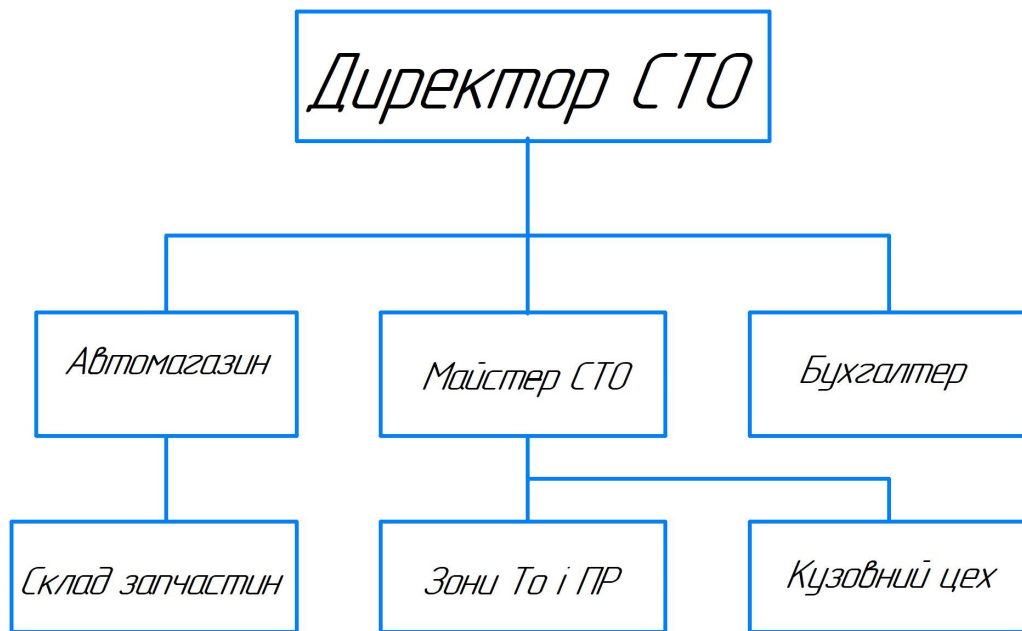 Директор СТО
Автомагазин
Майстер СТО
Бухгалтер
Склад запчастин
Зони То і ПР
Кузовний цех